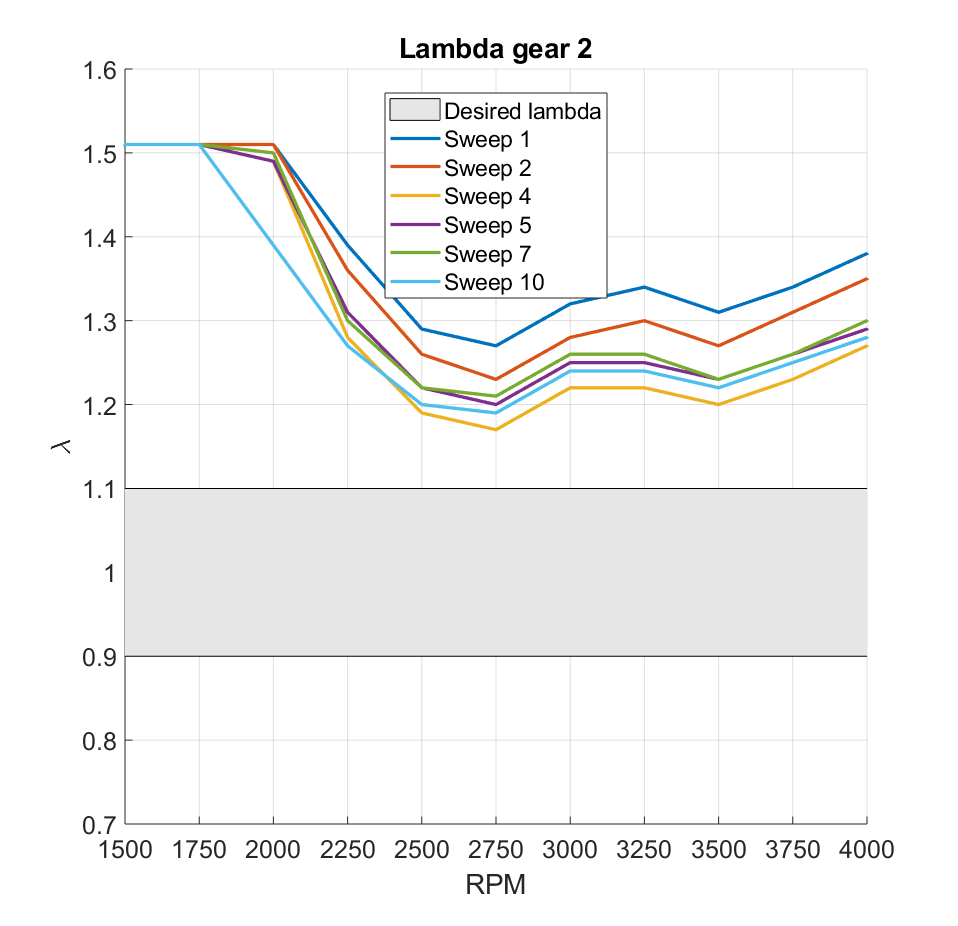 Lambda gear 2
1.6
1.5
1.4
1.3
1.2
1.1
1
0.9
0.8
0.7
λ
Desired lambda
Sweep 1
Sweep 2
Sweep 4
Sweep 5
Sweep 7
Sweep 10
1500 1750 2000 2250 2500 2750 3000 3250 3500 3750 4000
RPM